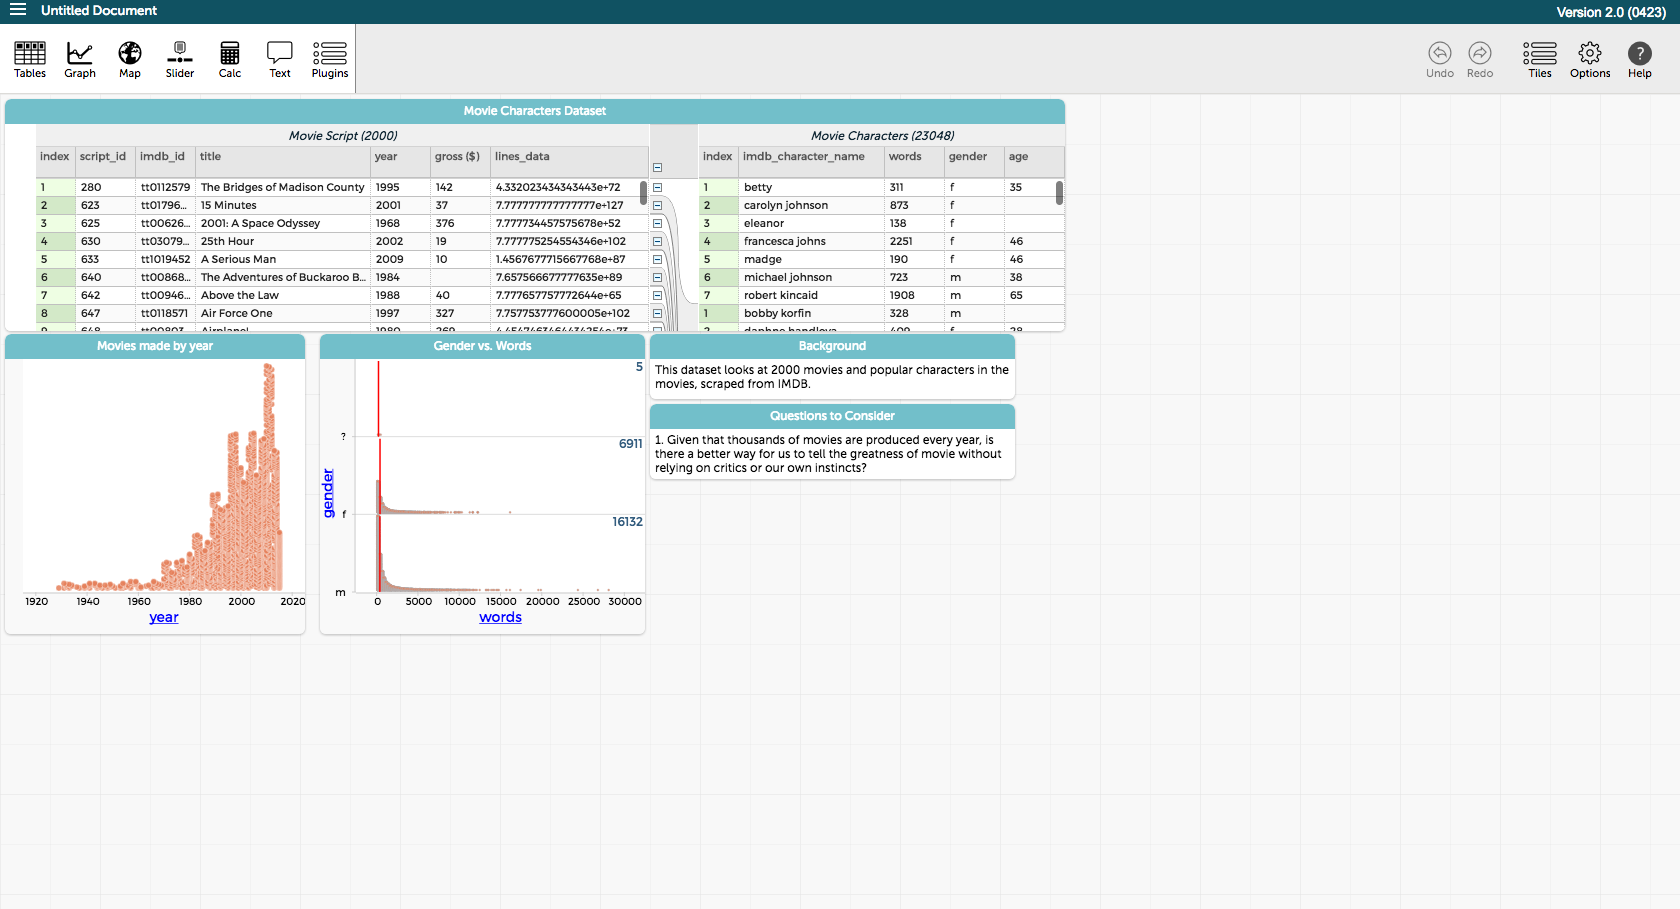 Untitled Document
Version 2.0 (0423)
Tables Graph Map Slider Calc Text Plugins
Undo Redo Tiles Options Help
Movie Characters Dataset
Movie Script (2000)
index script_id imdb_id title year gross ($) lines_data
1 280 tt0112579 The Bridges of Madison County 1995 142 4.332023434343443e+72
2 623 tt01796... 15 Minutes 2001 37 7.777777777777777e+127
3 625 tt00626... 2001: A Space Odyssey 1968 376 7.777734457575678e+52
4 630 tt03079... 25th Hour 2002 19 7.777775254554346e+102
5 633 tt1019452 A Serious Man 2009 10 1.4567677715667768e+87
6 640 tt00868... The Adventures of Buckaroo B... 1984 7.657566677777635e+89
7 642 tt00946... Above the Law 1988 40 7.777657757772644e+65
8 647 tt0118571 Air Force One 1997 327 7.757753777600005e+102
Movie Characters (23048)
index imdb_character_name words gender age
1 betty 311 f 35
2 carolyn johnson 873 f
3 eleanor 138 f
4 francesca johns 2251 f 46
5 madge 190 f 46
6 michael johnson 723 m 38
7 robert kincaid 1908 m 65
1 bobby korfin 328 m
Movies made by year
1920 1940 1960 1980 2000 2020
year
Gender vs. Words
5
?
6911
gender
f
16132
m
0 5000 10000 15000 20000 25000 30000
words
Background
This dataset looks at 2000 movies and popular characters in the
movies, scraped from IMDB.
Questions to Consider
1. Given that thousands of movies are produced every year, is
there a better way for us to tell the greatness of movie without
relying on critics or our own instincts?